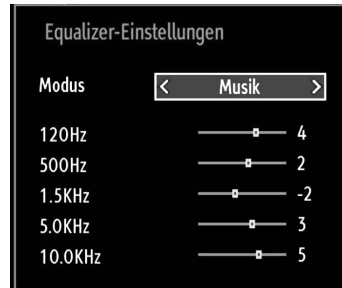 Equalizer-Einstellungen
Modus < Musik >
120Hz 4
500Hz 2
1.5KHz -2
5.0KHz 3
10.0KHz 5